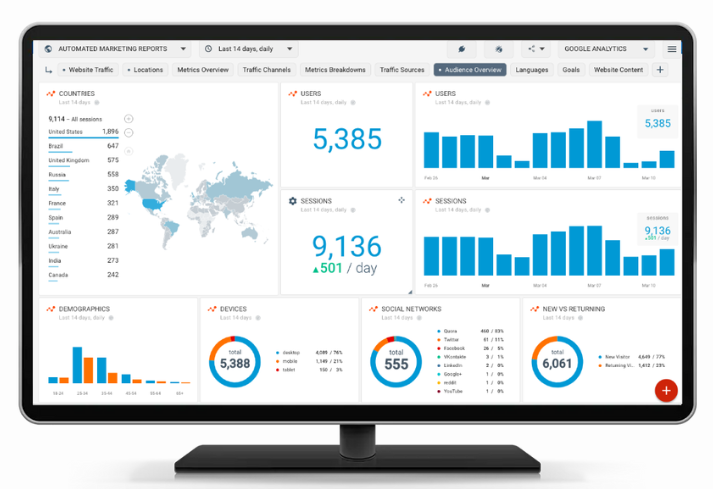 AUTOMATED MARKETING REPORTS
Last 14 days, daily
GOOGLE ANALYTICS
Website Traffic
Locations
Metrics Overview
Traffic Channels
Metrics Breakdowns
Traffic Sources
Audience Overview
Languages
Goals
Website Content
+
COUNTRIES
Last 14 days
9,114 - All sessions
United States 1,896
Brazil 647
United Kingdom 575
Russia 558
Italy 350
France 321
Spain 289
Australia 287
Ukraine 281
India 273
Canada 242
USERS
Last 14 days, daily
5,385
SESSIONS
Last 14 days, daily
9,136
▲501 / day
USERS
Last 14 days, daily
USERS
5,385
Feb 26 Mar Mar 04 Mar 07 Mar 10
SESSIONS
Last 14 days, daily
SESSIONS
9,136
▲501 / day
Feb 26 Mar Mar 04 Mar 07 Mar 10
DEMOGRAPHICS
Last 14 days, daily
DEVICES
Last 14 days
total
5,388
desktop 4,089 / 76%
mobile 1,149 / 21%
tablet 150 / 3%
SOCIAL NETWORKS
Last 14 days
total
555
Quora 460 / 83%
Twitter 61 / 11%
Facebook 26 / 5%
VKontakte 3 / 1%
LinkedIn 2 / 0%
Google+ 1 / 0%
reddit 1 / 0%
YouTube 1 / 0%
NEW VS RETURNING
Last 14 days
total
6,061
New Visitor 4,649 / 77%
Returning V... 1,412 / 23%
+